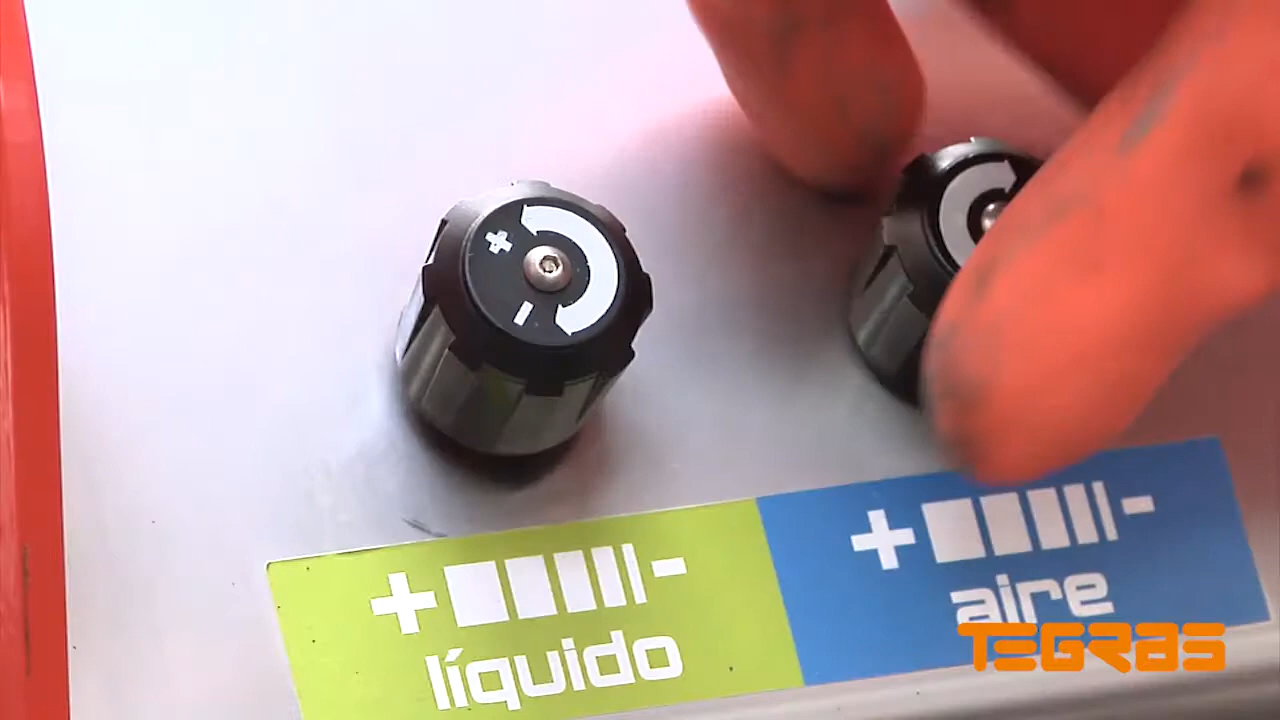 + -
+ -
líquido
+ -
aire
TEGRAS